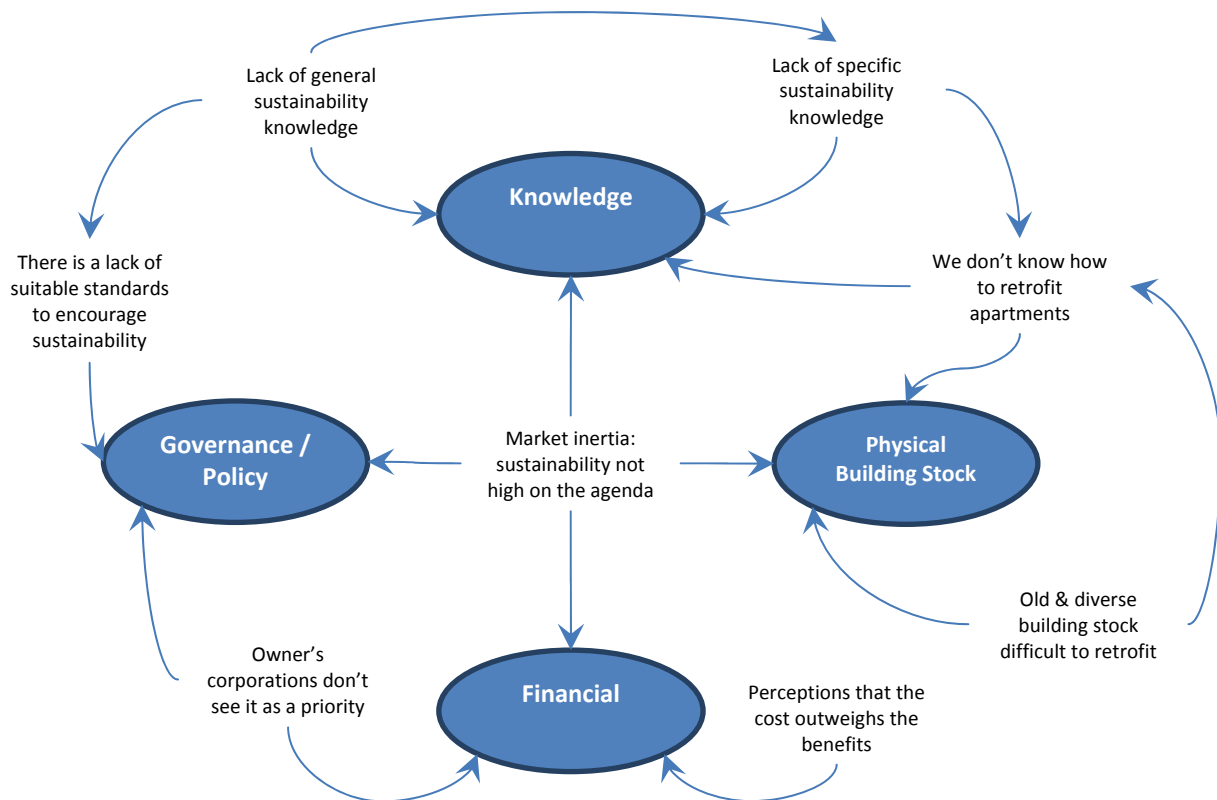 Lack of general
sustainability
knowledge
Lack of specific
sustainability
knowledge
Knowledge
There is a lack of
suitable standards
to encourage
sustainability
We don’t know how
to retrofit
apartments
Governance /
Policy
Market inertia:
sustainability not
high on the agenda
Physical
Building Stock
Old & diverse
building stock
difficult to retrofit
Owner’s
corporations don’t
see it as a priority
Financial
Perceptions that the
cost outweighs the
benefits